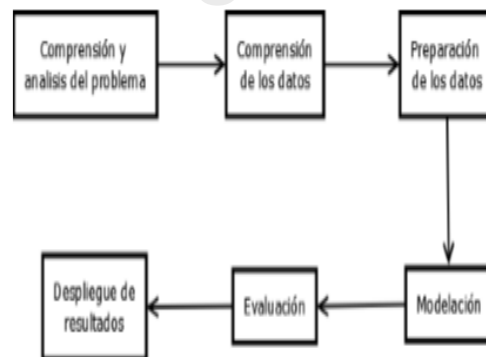 Comprensión y
analisis del problema
Comprensión
de los datos
Preparación
de los datos
Modelación
Evaluación
Despliegue de
resultados